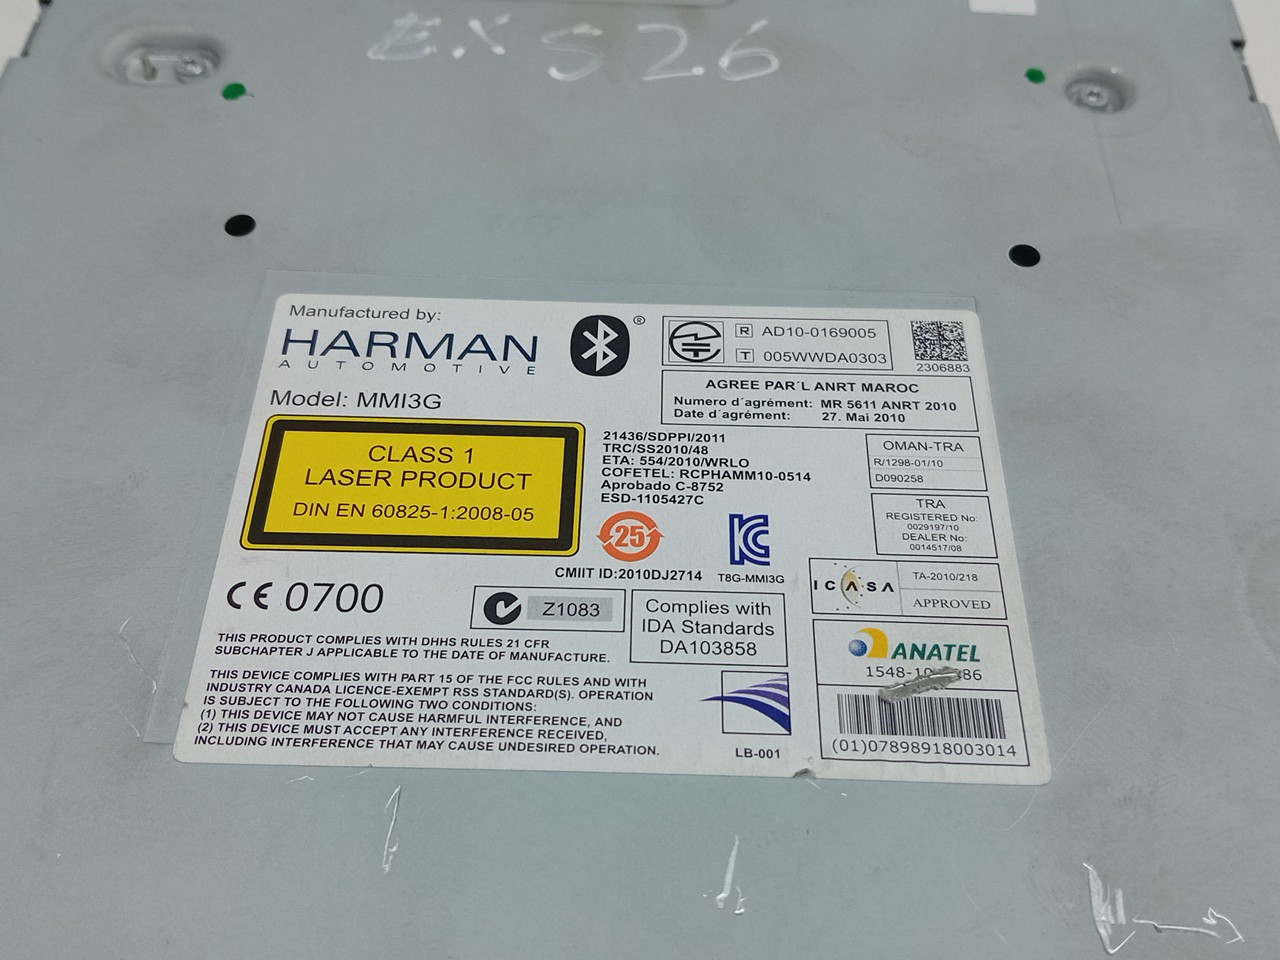 EX S26
Manufactured by:
HARMAN
AUTOMOTIVE
Model: MMI3G
®
R AD10-0169005
T 005WWDA0303
2306883
AGREE PAR´L ANRT MAROC
Numero d´agrément: MR 5611 ANRT 2010
Date d´agrément: 27. Mai 2010
CLASS 1
LASER PRODUCT
DIN EN 60825-1:2008-05
21436/SDPPI/2011
TRC/SS2010/48
ETA: 554/2010/WRLO
COFETEL: RCPHAMM10-0514
Aprobado C-8752
ESD-1105427C
OMAN-TRA
R/1298-01/10
D090258
TRA
REGISTERED No:
0029197/10
DEALER No:
0014517/08
25
CMIIT ID:2010DJ2714
T8G-MMI3G
ICASA
TA-2010/218
APPROVED
CE 0700
Z1083
Complies with
IDA Standards
DA103858
ANATEL
(01)07898918003014
THIS PRODUCT COMPLIES WITH DHHS RULES 21 CFR
SUBCHAPTER J APPLICABLE TO THE DATE OF MANUFACTURE.
THIS DEVICE COMPLIES WITH PART 15 OF THE FCC RULES AND WITH
INDUSTRY CANADA LICENCE-EXEMPT RSS STANDARD(S). OPERATION
IS SUBJECT TO THE FOLLOWING TWO CONDITIONS:
(1) THIS DEVICE MAY NOT CAUSE HARMFUL INTERFERENCE, AND
(2) THIS DEVICE MUST ACCEPT ANY INTERFERENCE RECEIVED,
INCLUDING INTERFERENCE THAT MAY CAUSE UNDESIRED OPERATION.
LB-001